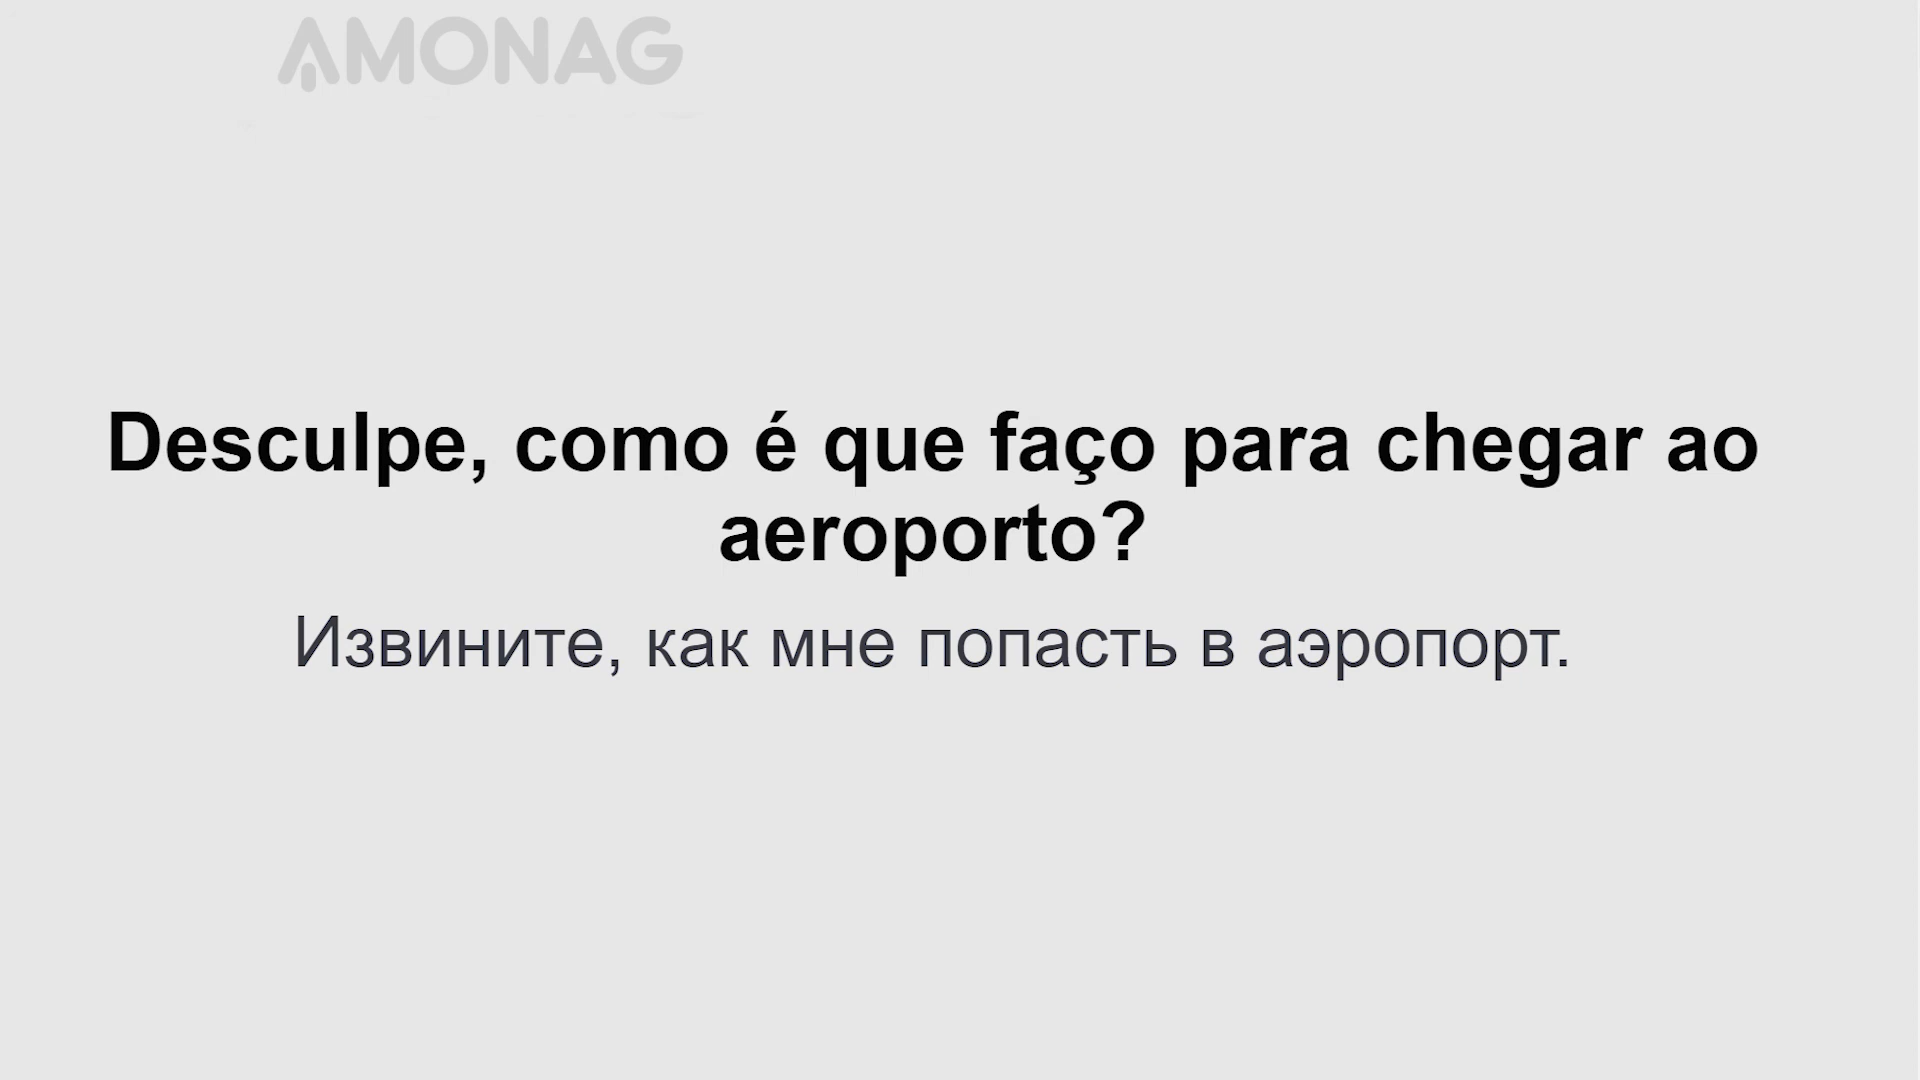 AMONAG
Desculpe, como é que faço para chegar ao
aeroporto?
Извините, как мне попасть в аэропорт.